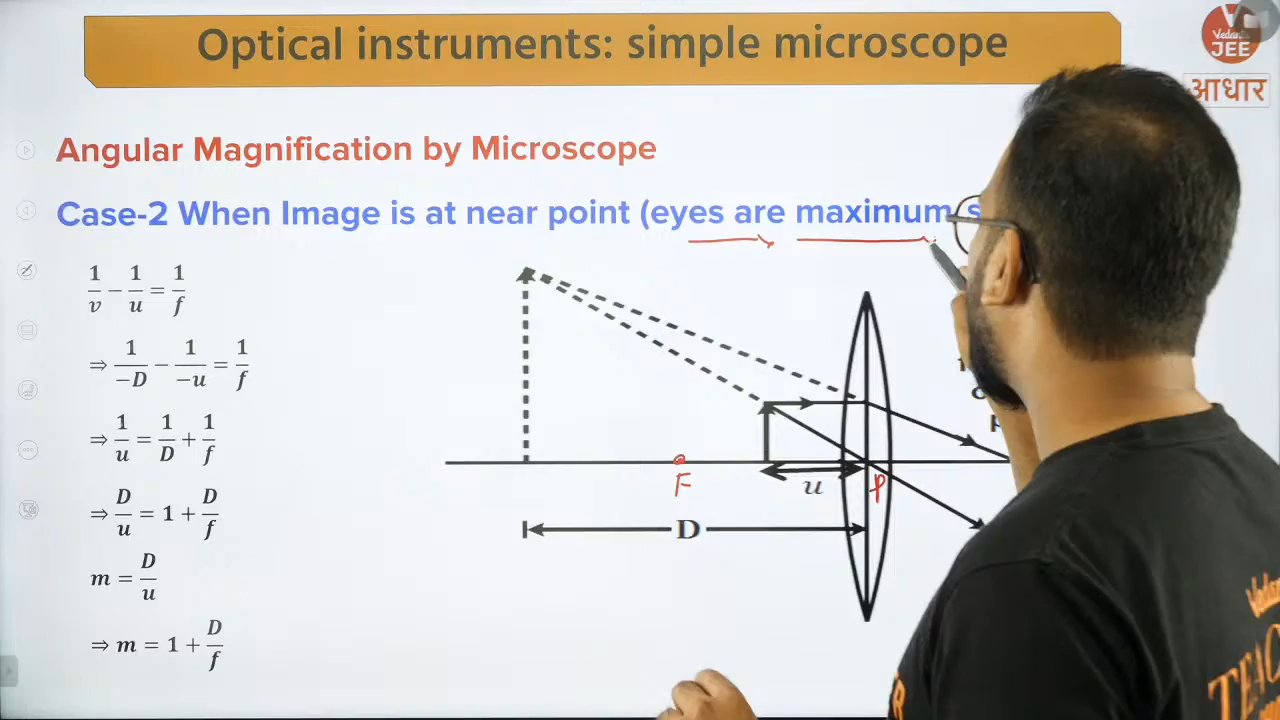 Optical instruments: simple microscope
Vedantu
JEE
आधार
Angular Magnification by Microscope
Case-2 When Image is at near point (eyes are maximum s
1/v − 1/u = 1/f
⇒ 1/−D − 1/−u = 1/f
⇒ 1/u = 1/D + 1/f
⇒ D/u = 1 + D/f
m = D/u
⇒ m = 1 + D/f
F
u
P
D